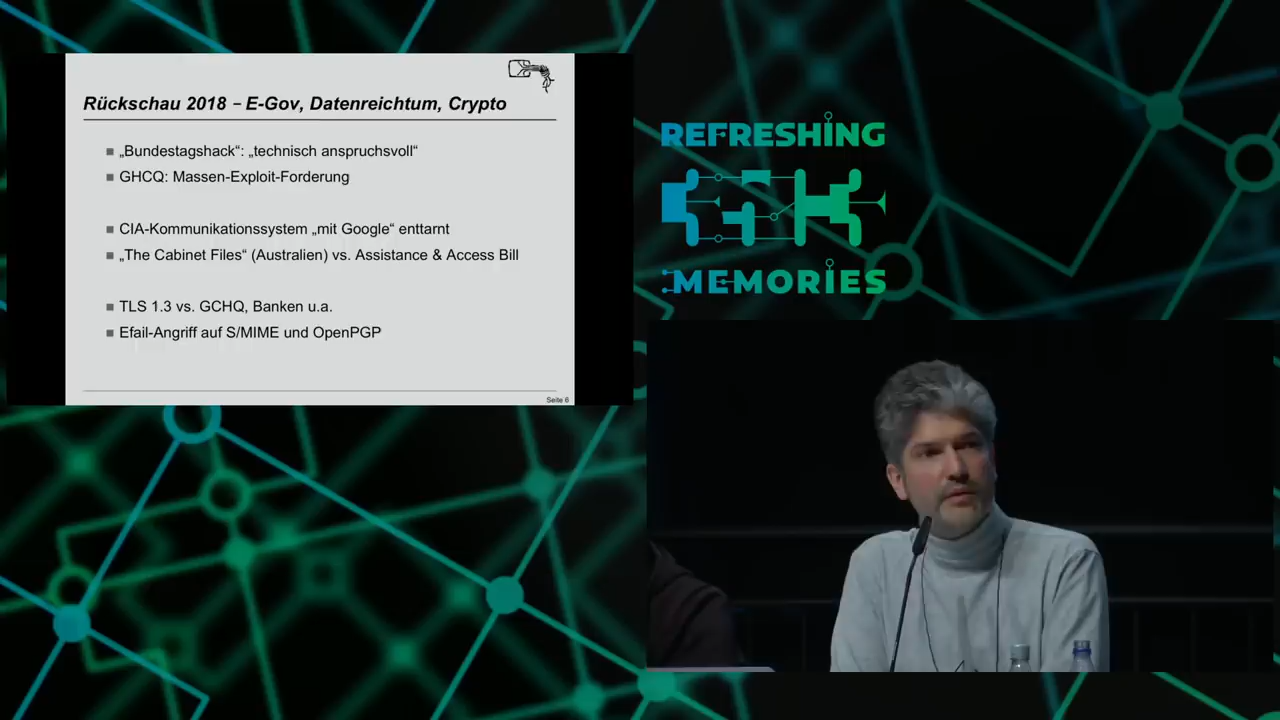 Rückschau 2018 – E-Gov, Datenreichtum, Crypto
„Bundestagshack“: „technisch anspruchsvoll“
GHCQ: Massen-Exploit-Forderung
CIA-Kommunikationssystem „mit Google“ enttarnt
„The Cabinet Files“ (Australien) vs. Assistance & Access Bill
TLS 1.3 vs. GCHQ, Banken u.a.
Efail-Angriff auf S/MIME und OpenPGP
Seite 6
REFRESHING
MEMORIES